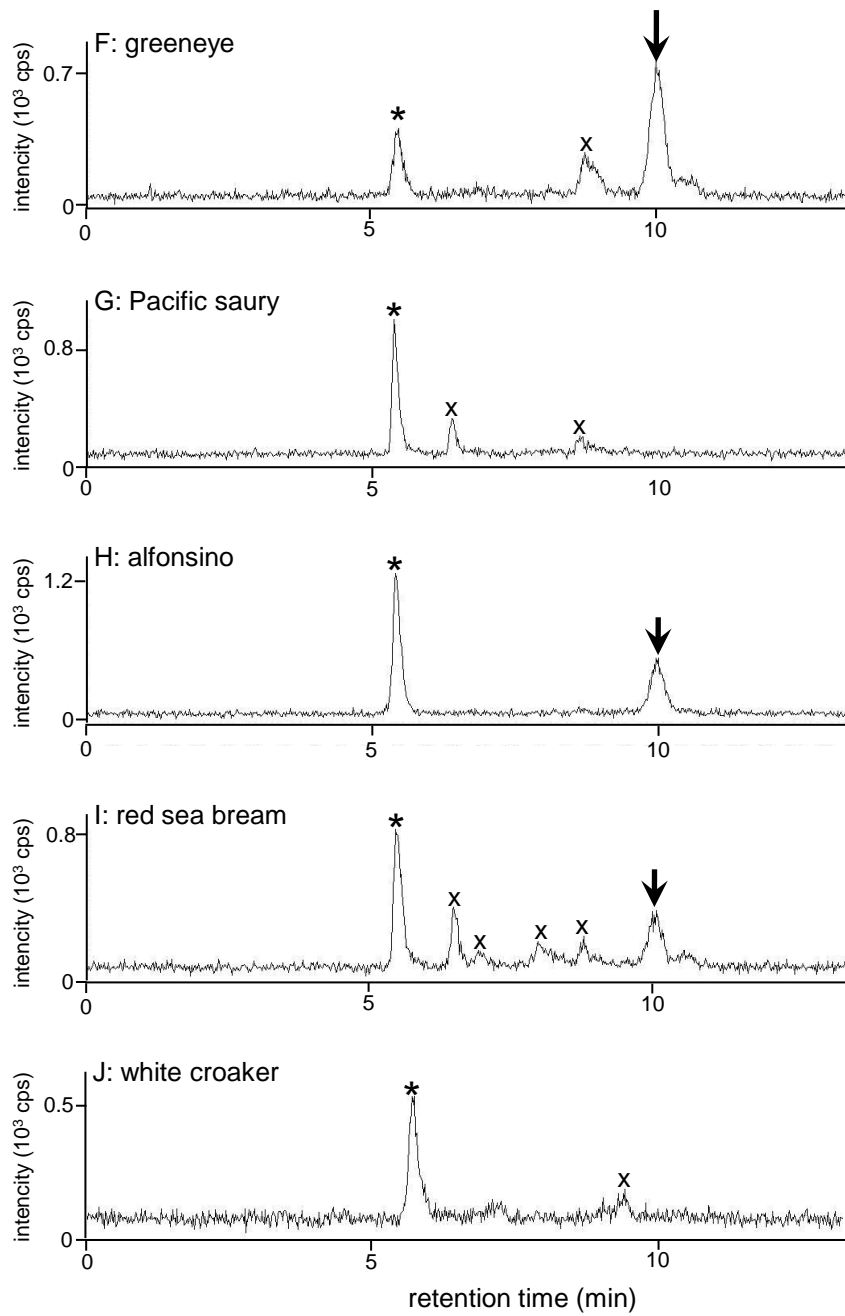 F: greeneye
intencity (10³ cps)
0.7
0
*
x
0
5
10
G: Pacific saury
intencity (10³ cps)
0.8
0
*
x
x
0
5
10
H: alfonsino
intencity (10³ cps)
1.2
0
*
0
5
10
I: red sea bream
intencity (10³ cps)
0.8
0
*
x
x
x
x
0
5
10
J: white croaker
intencity (10³ cps)
0.5
0
*
x
0
5
10
retention time (min)